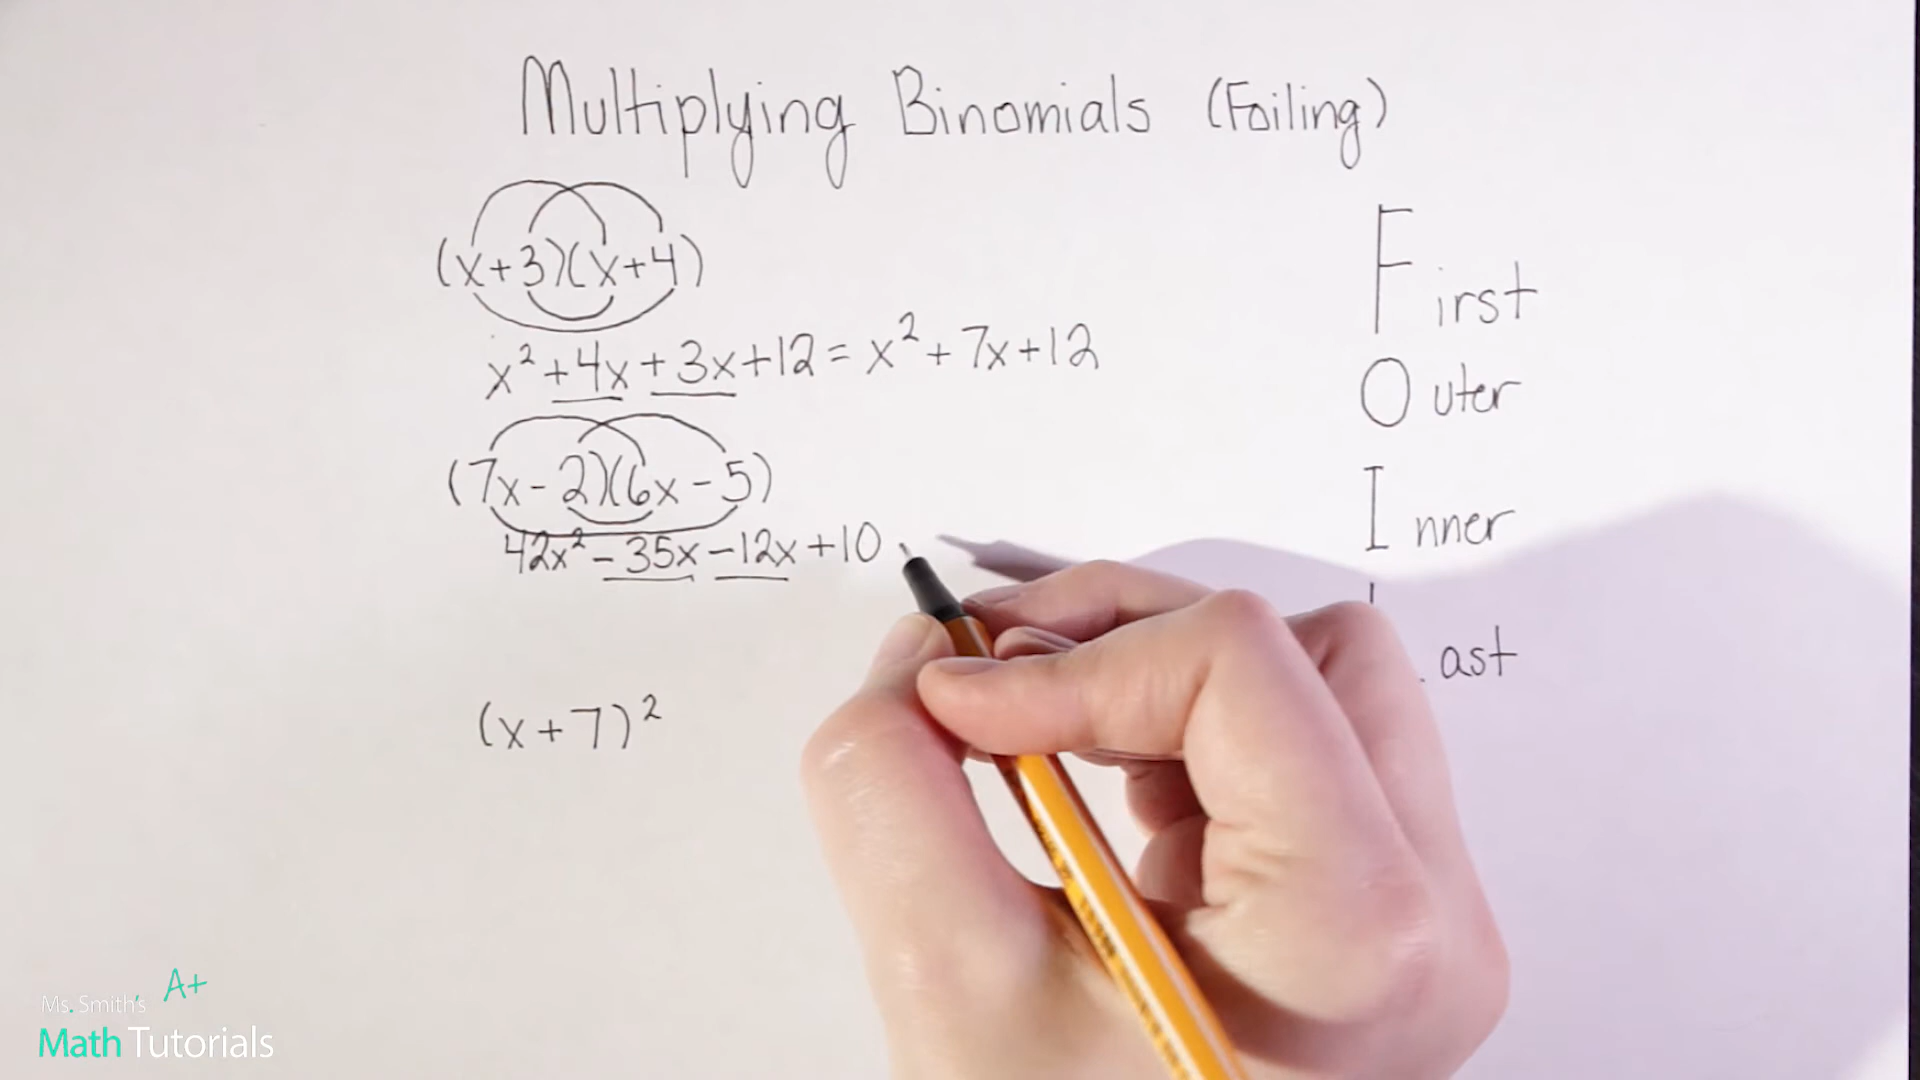 Multiplying Binomials (Foiling)
(x+3)(x+4)
x² +4x +3x +12 = x² + 7x +12
(7x - 2)(6x - 5)
42x² - 35x - 12x +10
(x + 7)²
First
Outer
Inner
ast
Ms. Smith's A+
Math Tutorials